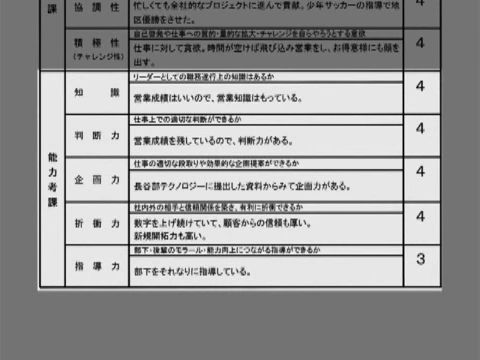 課
協調性
忙しくても全社的なプロジェクトに進んで貢献。少年サッカーの指導で地
区優勝をさせた。
4
積極性
(チャレンジ性)
自己啓発や仕事への質的・量的な拡大・チャレンジを自らやろうとする意欲
仕事に対して貪欲。時間が空けば飛び込み営業をし、お得意様にも顔を
出す。
4
能力考課
知識
リーダーとしての職務遂行上の知識はあるか
営業成績はいいので、営業知識はもっている。
4
判断力
仕事上での適切な判断ができるか
営業成績を残しているので、判断力がある。
4
企画力
仕事の適切な段取りや効果的な企画提案ができるか
長谷部テクノロジーに提出した資料からみて企画力がある。
4
折衝力
社内外の相手と信頼関係を築き、有利に折衝できるか
数字を上げ続けていて、顧客からの信頼も厚い。
新規開拓力も高い。
4
指導力
部下・後輩のモラール・能力向上につながる指導ができるか
部下をそれなりに指導している。
3